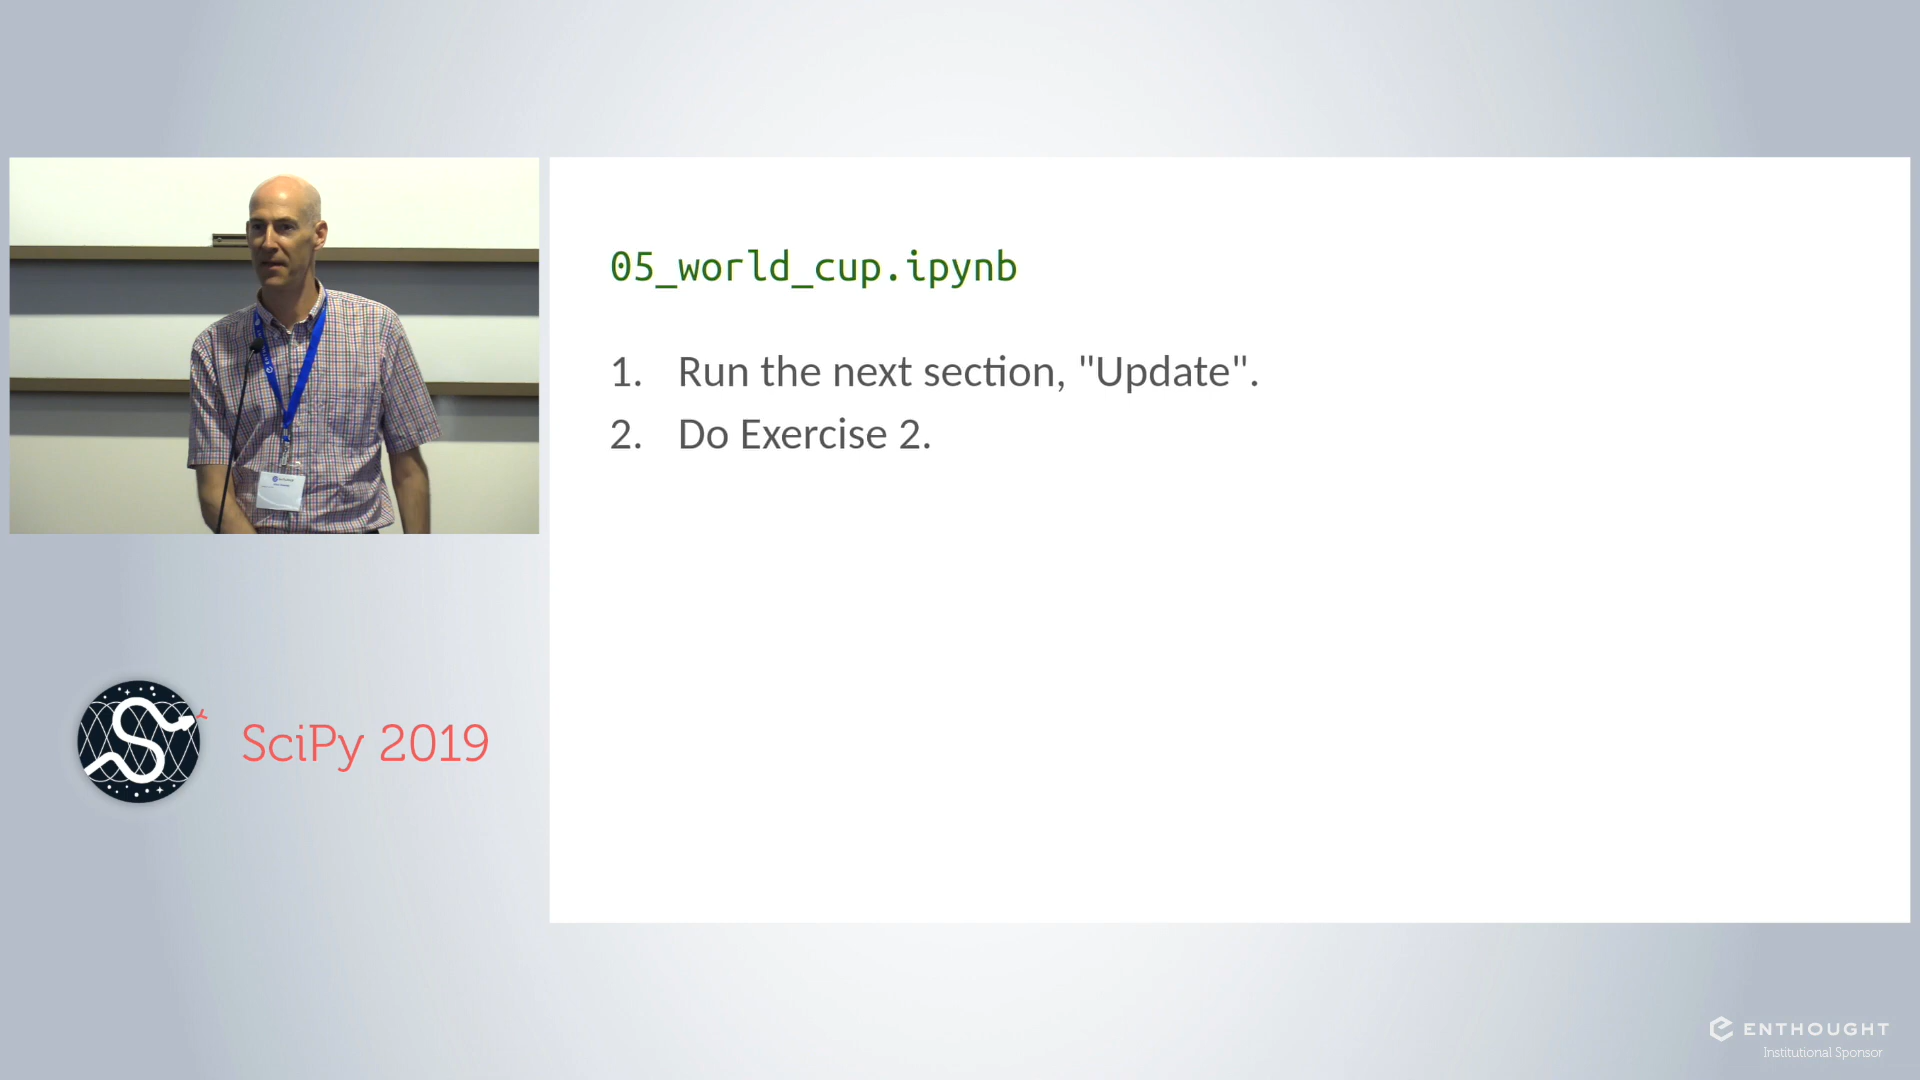 05_world_cup.ipynb
1. Run the next section, "Update".
2. Do Exercise 2.
SciPy 2019
ENTHOUGHT
Institutional Sponsor